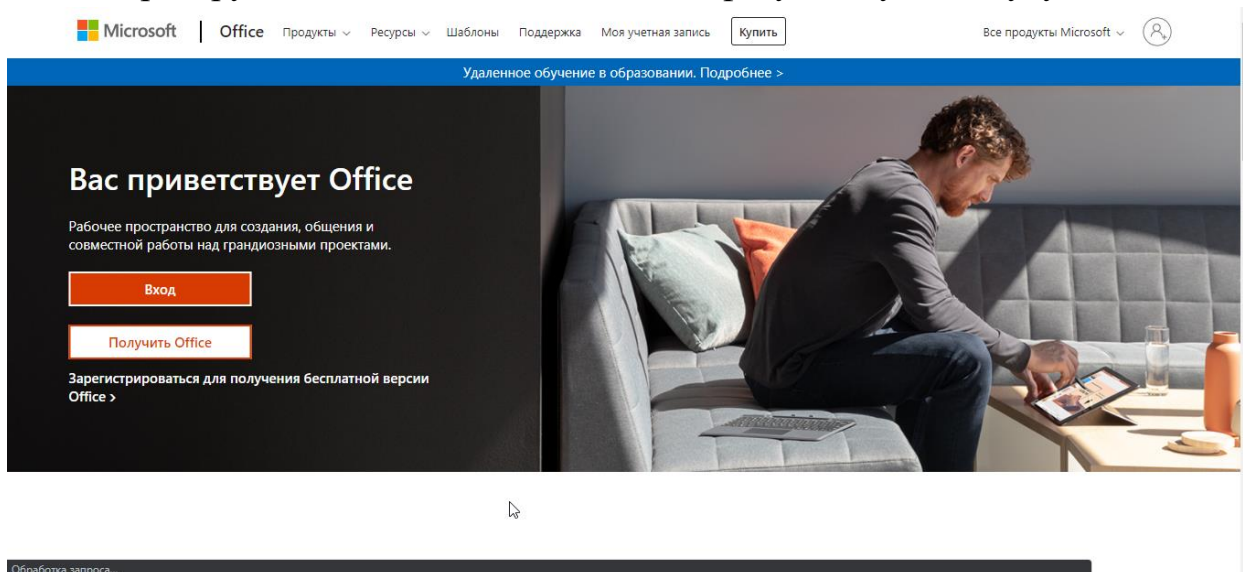 Microsoft | Office Продукты Ресурсы Шаблоны Поддержка Моя учетная запись Купить Все продукты Microsoft
Удаленное обучение в образовании. Подробнее >
Вас приветствует Office
Рабочее пространство для создания, общения и
совместной работы над грандиозными проектами.
Вход
Получить Office
Зарегистрироваться для получения бесплатной версии
Office >
Обработка запроса...